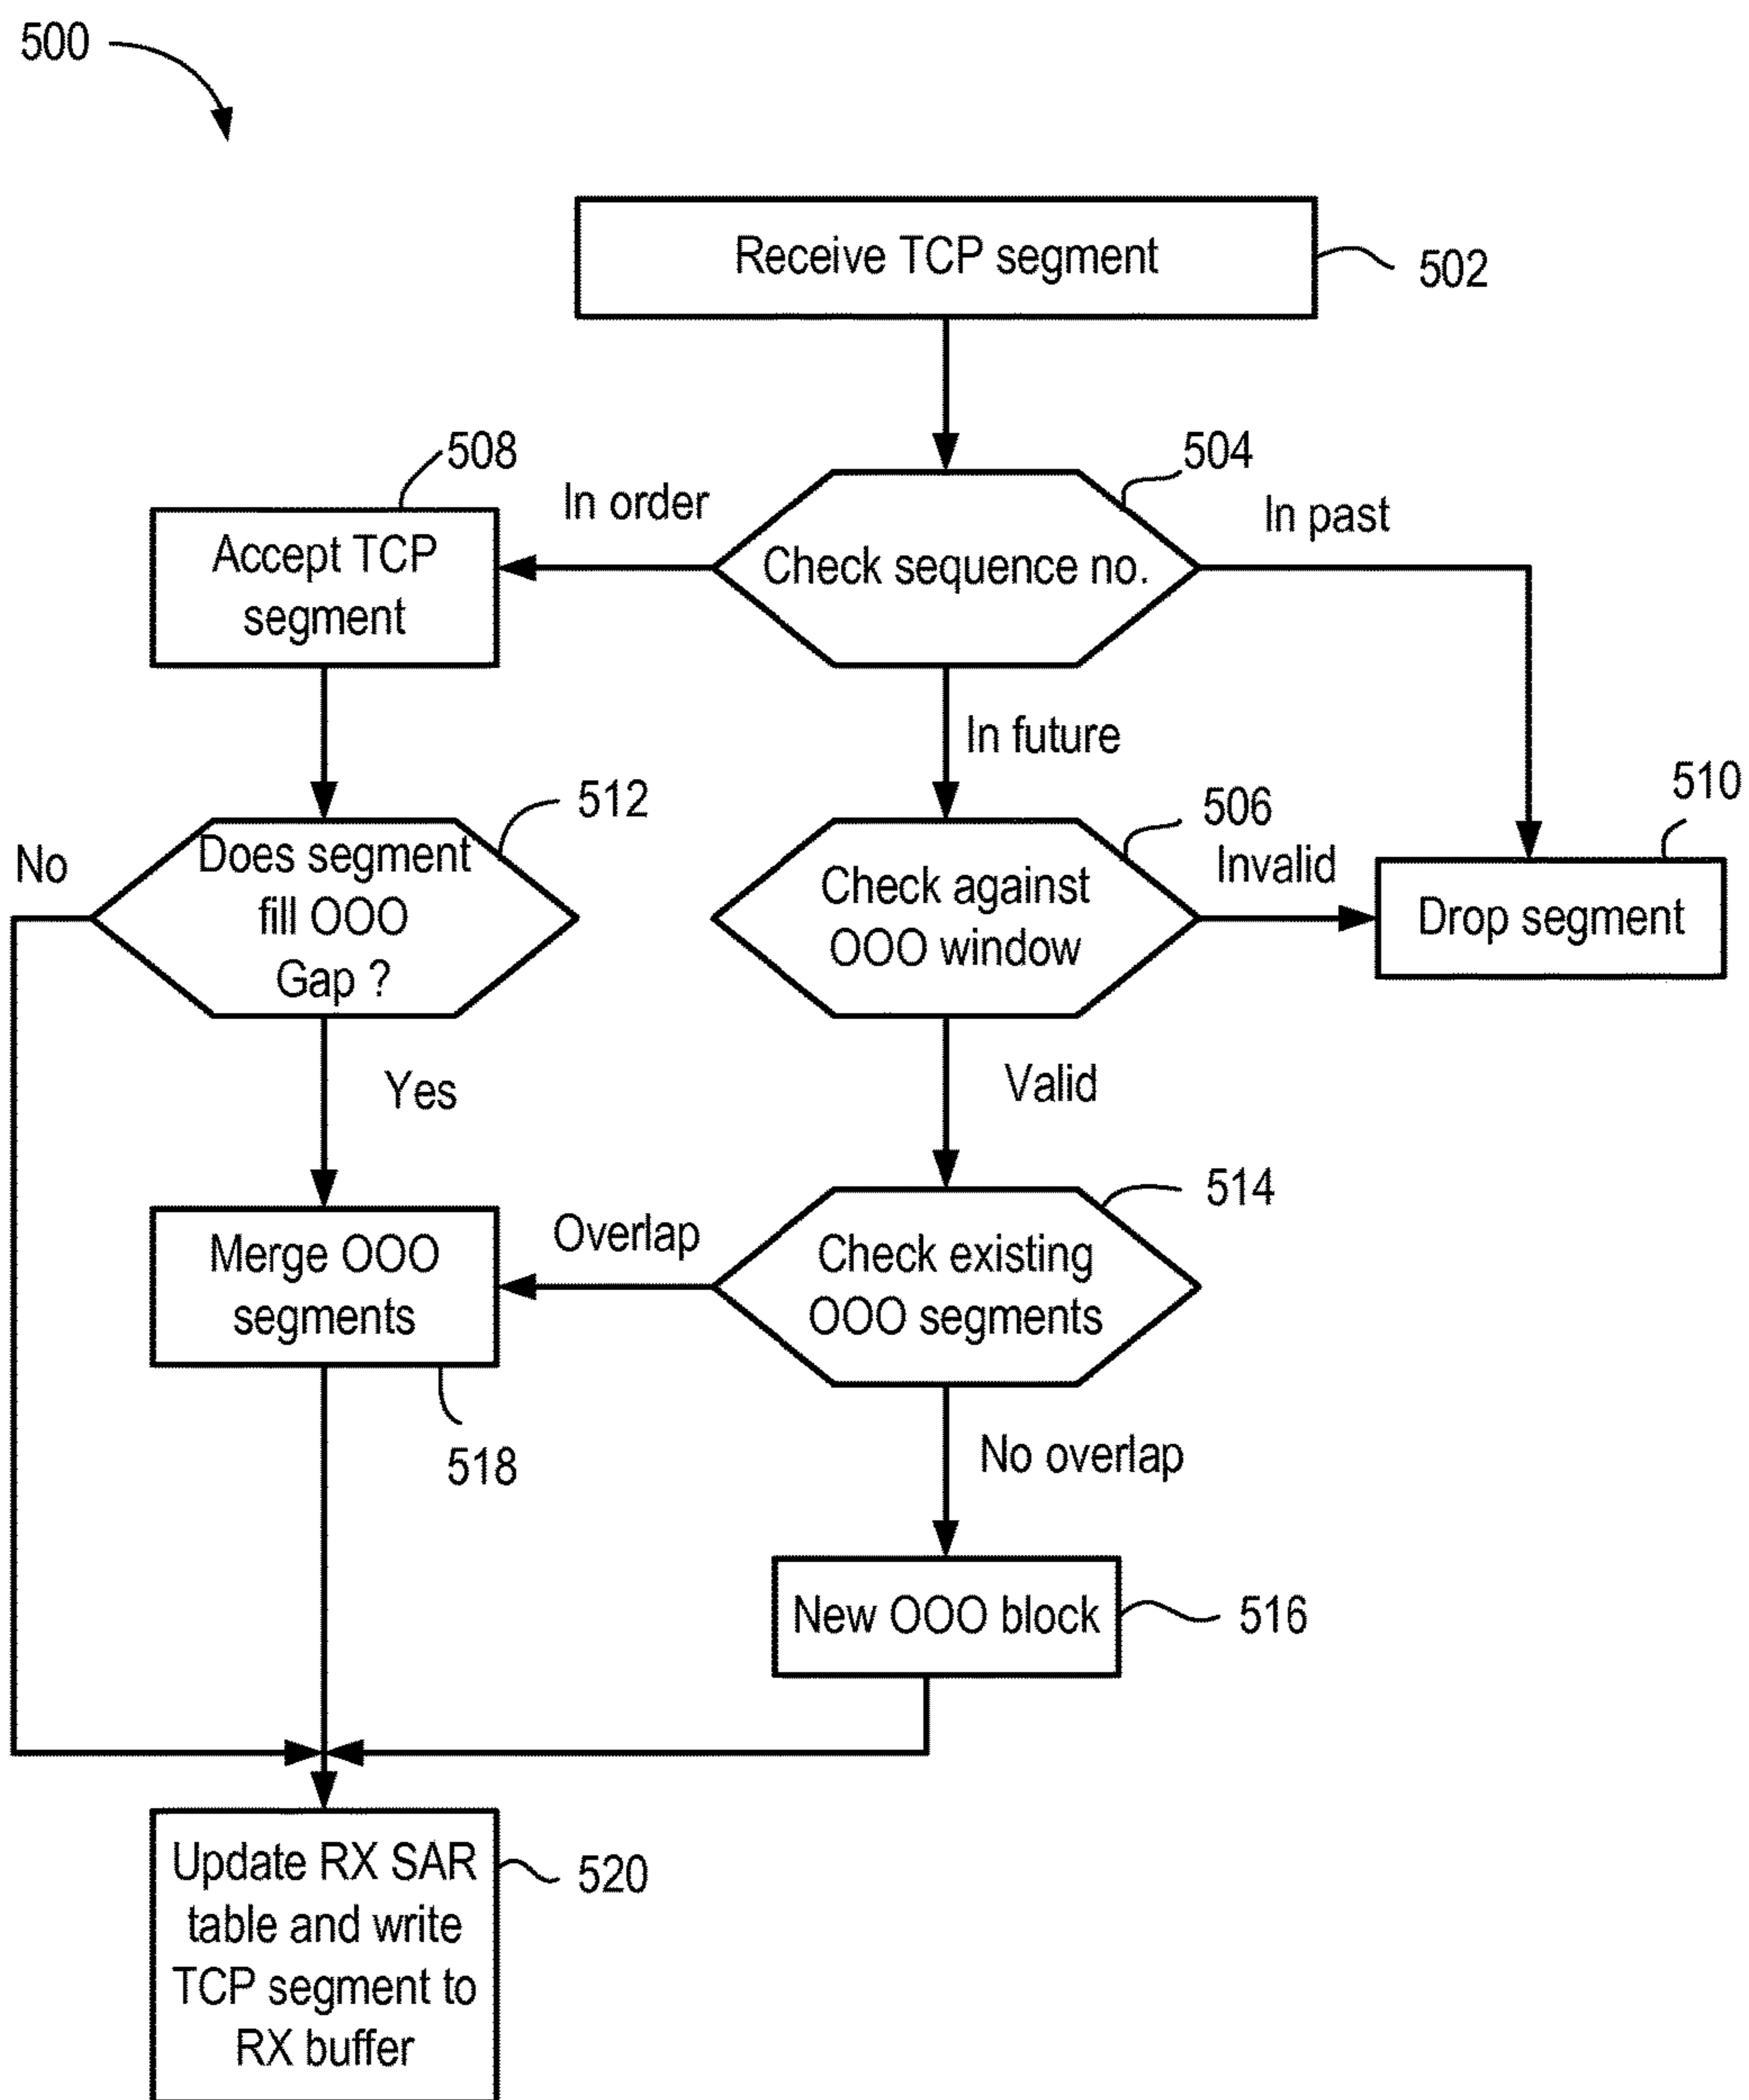 500
Receive TCP segment
502
508
504
In order
In past
Accept TCP
segment
Check sequence no.
In future
512
506
510
No
Does segment
fill OOO
Gap ?
Check against
OOO window
Invalid
Drop segment
Yes
Valid
514
Merge OOO
segments
Overlap
Check existing
OOO segments
518
No overlap
New OOO block
516
Update RX SAR
table and write
TCP segment to
RX buffer
520